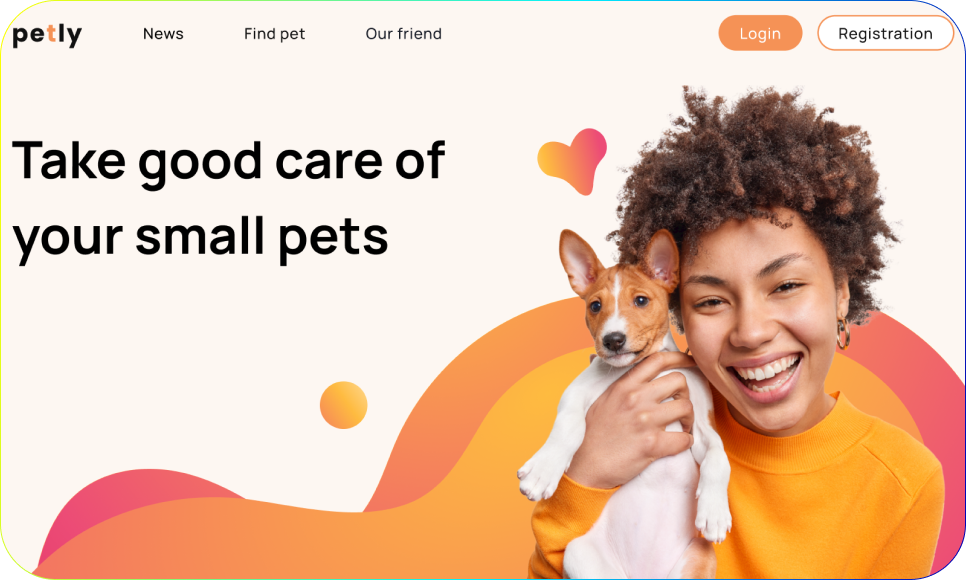 petly
News
Find pet
Our friend
Login
Registration
Take good care of
your small pets